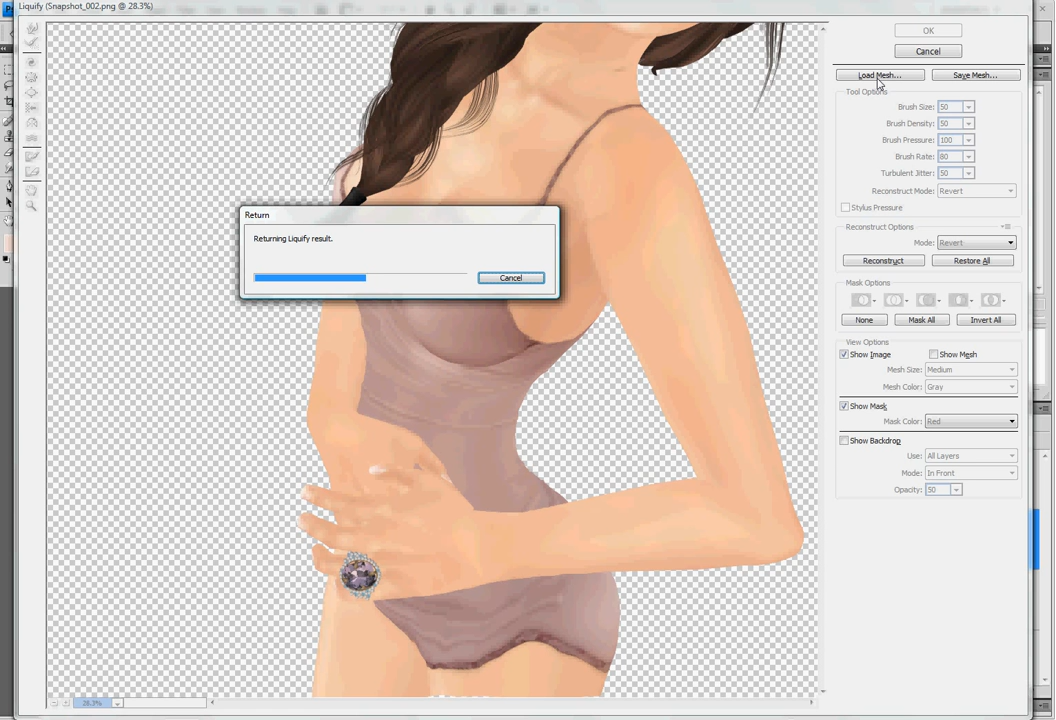 Liquify (Snapshot_002.png @ 28.3%)
OK
Cancel
Load Mesh... Save Mesh...
Tool Options
Brush Size: 50
Brush Density: 50
Brush Pressure: 100
Brush Rate: 80
Turbulent Jitter: 50
Reconstruct Mode: Revert
Stylus Pressure
Return
Returning Liquify result.
Cancel
Reconstruct Options
Mode: Revert
Reconstruct Restore All
Mask Options
None Mask All Invert All
View Options
Show Image Show Mesh
Mesh Size: Medium
Mesh Color: Gray
Show Mask
Mask Color: Red
Show Backdrop
Use: All Layers
Mode: In Front
Opacity: 50
28.3%